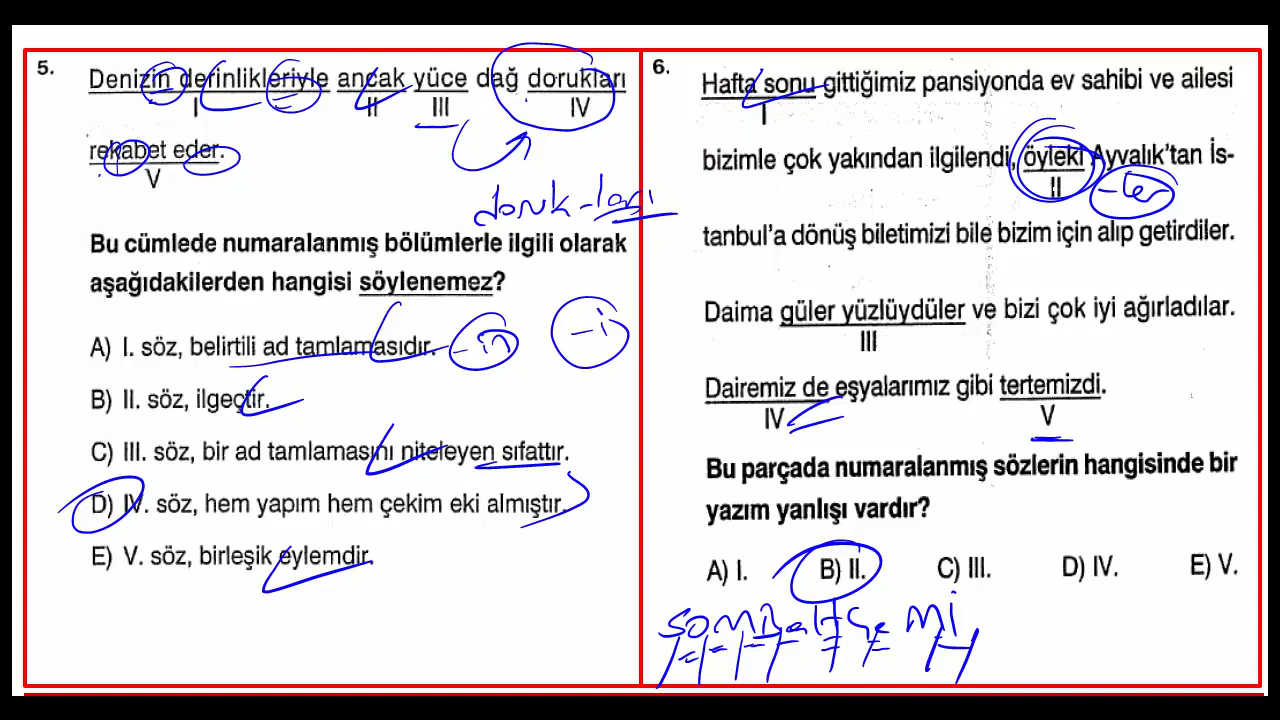 5.
Denizin derinlikleriyle ancak yüce dağ dorukları
I II III IV
rekabet eder.
V
doruk-ları
Bu cümlede numaralanmış bölümlerle ilgili olarak
aşağıdakilerden hangisi söylenemez?
A) I. söz, belirtili ad tamlamasıdır. -in -i
B) II. söz, ilgeçtir.
C) III. söz, bir ad tamlamasını niteleyen sıfattır.
D) IV. söz, hem yapım hem çekim eki almıştır.
E) V. söz, birleşik eylemdir.
6.
Hafta sonu gittiğimiz pansiyonda ev sahibi ve ailesi
I
bizimle çok yakından ilgilendi, öyleki Ayvalık'tan İs-
II -ler
tanbul'a dönüş biletimizi bile bizim için alıp getirdiler.
Daima güler yüzlüydüler ve bizi çok iyi ağırladılar.
III
Dairemiz de eşyalarımız gibi tertemizdi.
IV V
Bu parçada numaralanmış sözlerin hangisinde bir
yazım yanlışı vardır?
A) I. B) II. C) III. D) IV. E) V.
SOMBaHÇe Mİ